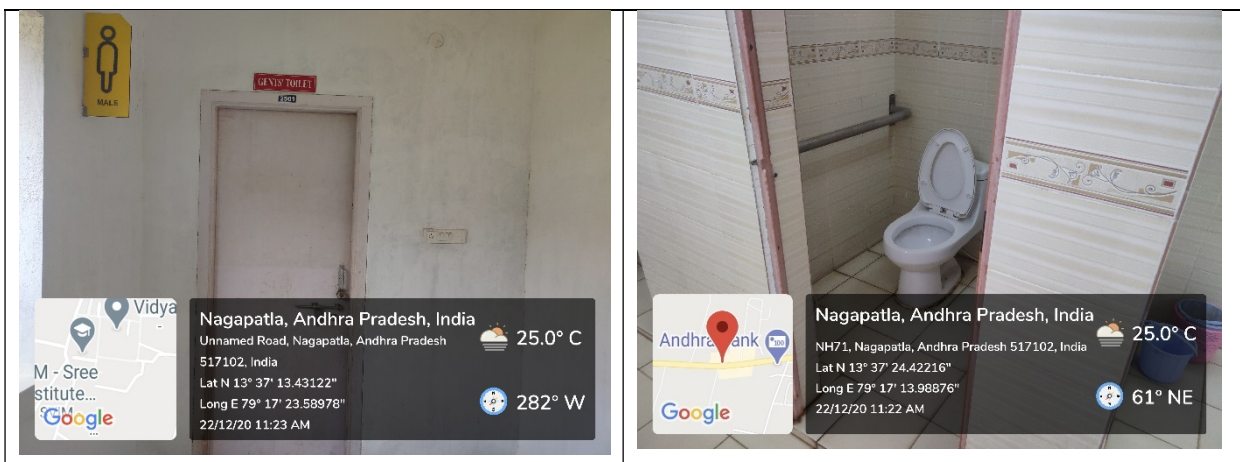 MALE
GENTS' TOILET
Vidya
M - Sree
stitute...
Google
Nagapatla, Andhra Pradesh, India
Unnamed Road, Nagapatla, Andhra Pradesh
517102, India
Lat N 13° 37' 13.43122"
Long E 79° 17' 23.58978"
22/12/20 11:23 AM
25.0° C
282° W
Andhra
ank
Google
Nagapatla, Andhra Pradesh, India
NH71, Nagapatla, Andhra Pradesh 517102, India
Lat N 13° 37' 24.42216"
Long E 79° 17' 13.98876"
22/12/20 11:22 AM
25.0° C
61° NE